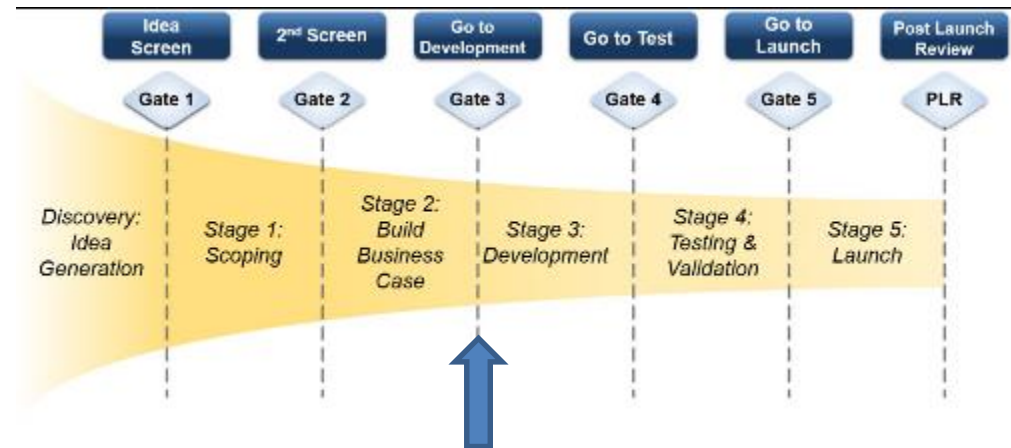 Idea
Screen
2nd Screen
Go to
Development
Go to Test
Go to
Launch
Post Launch
Review
Gate 1
Gate 2
Gate 3
Gate 4
Gate 5
PLR
Discovery:
Idea
Generation
Stage 1:
Scoping
Stage 2:
Build
Business
Case
Stage 3:
Development
Stage 4:
Testing &
Validation
Stage 5:
Launch